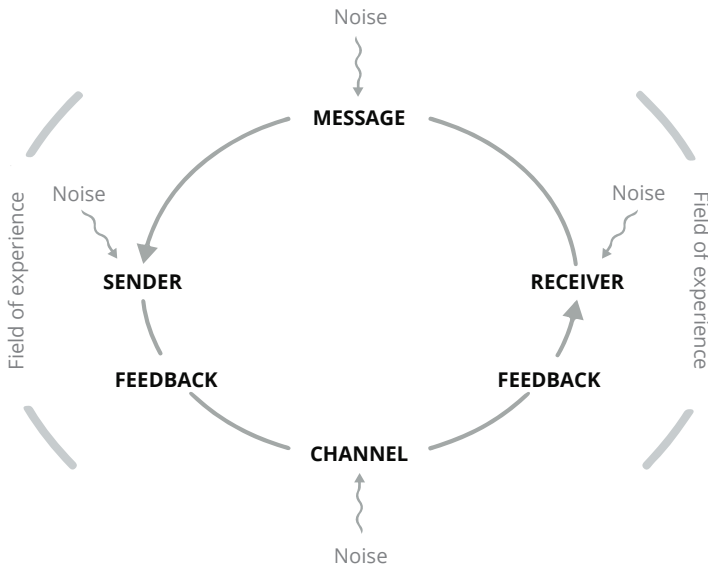 Noise
MESSAGE
Noise
Noise
Field of experience
Field of experience
SENDER
RECEIVER
FEEDBACK
FEEDBACK
CHANNEL
Noise